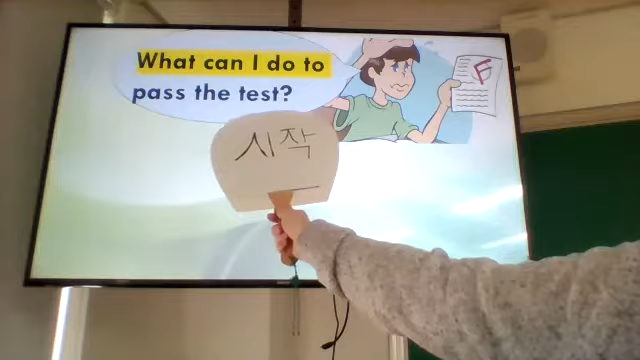 What can I do to
pass the test?
F
시작